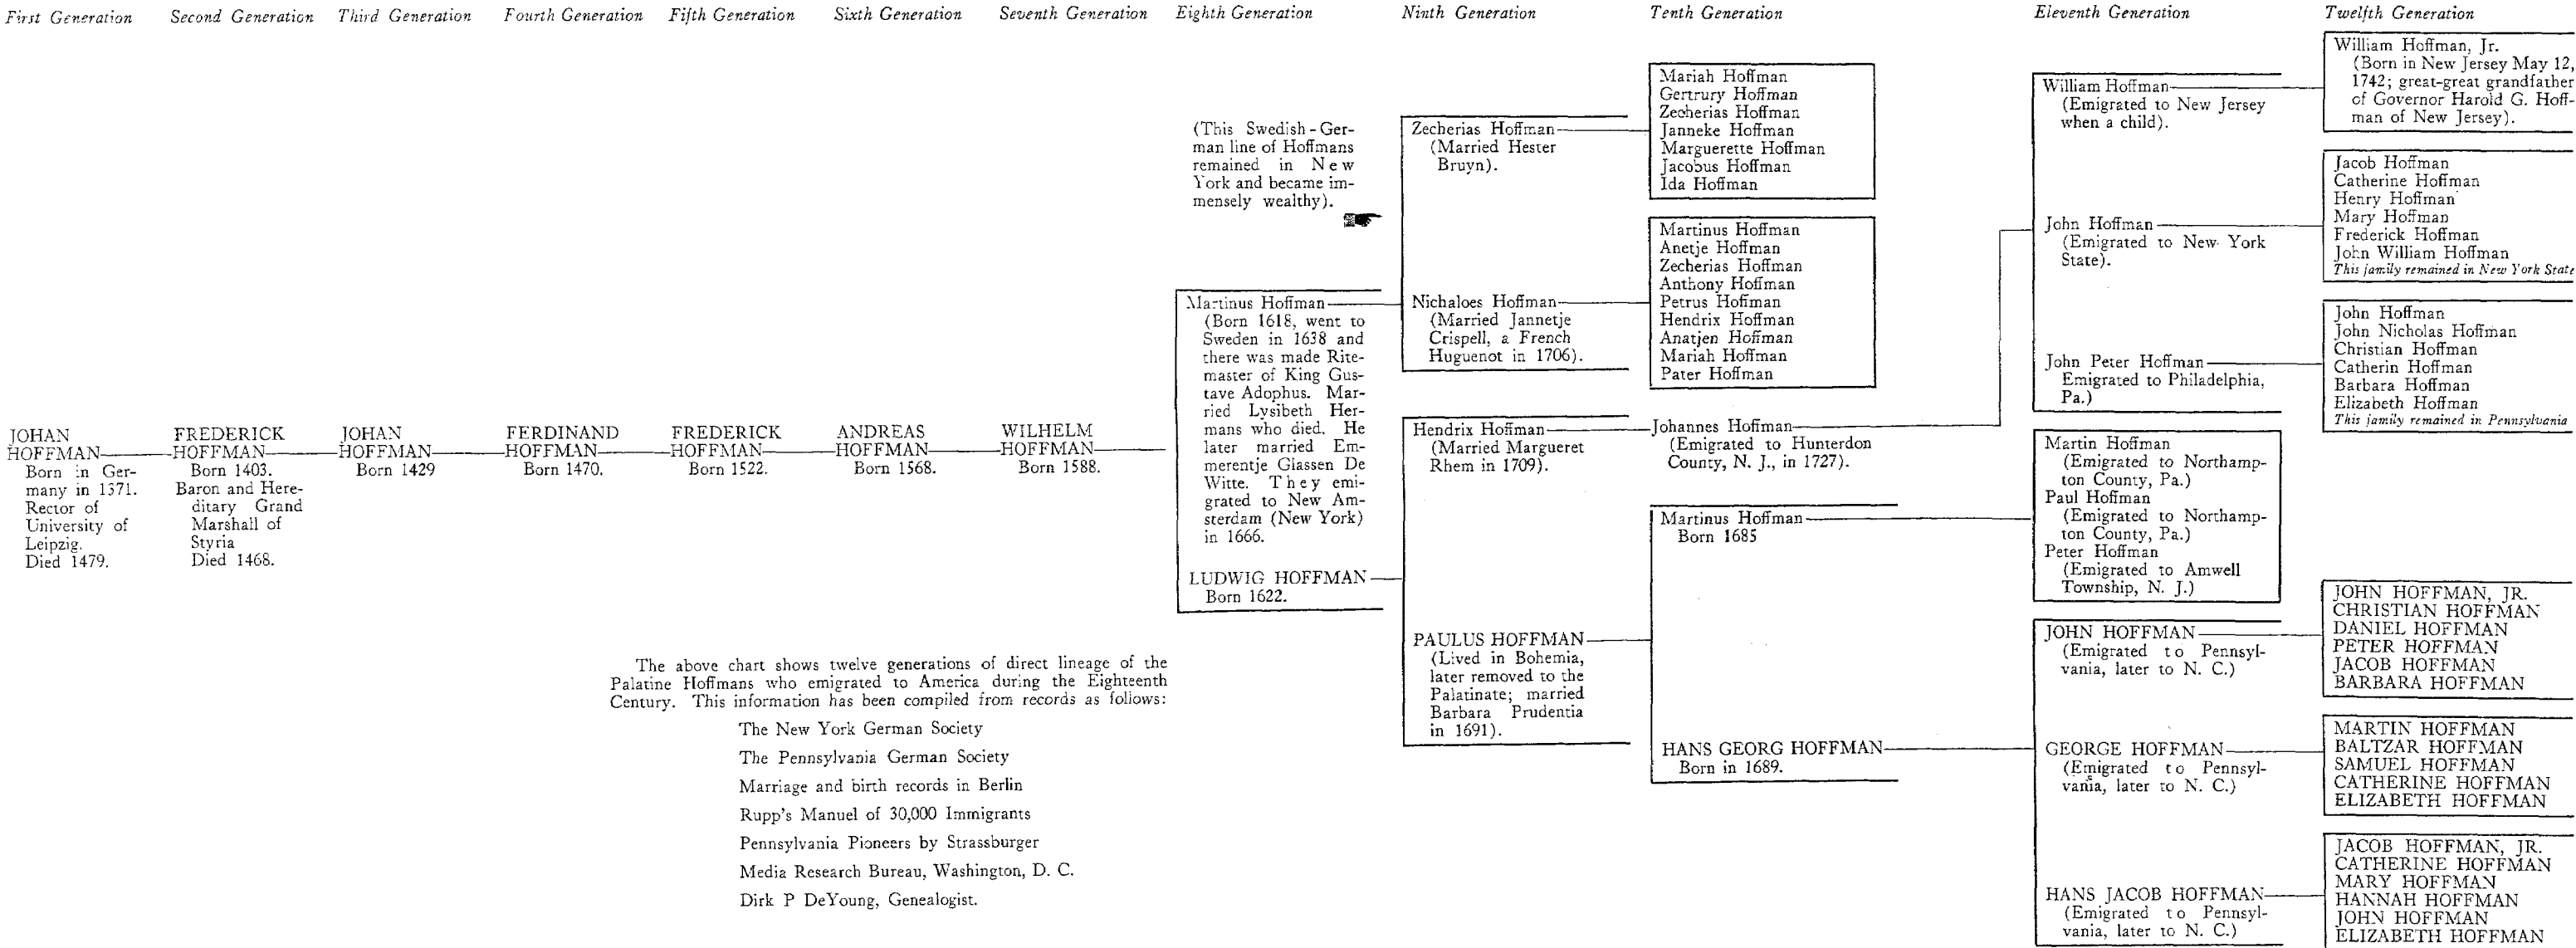 First Generation
Second Generation
Third Generation
Fourth Generation
Fifth Generation
Sixth Generation
Seventh Generation
Eighth Generation
Ninth Generation
Tenth Generation
Eleventh Generation
Twelfth Generation
JOHAN
HOFFMAN
Born in Ger-
many in 1371.
Rector of
University of
Leipzig.
Died 1479.
FREDERICK
HOFFMAN
Born 1403.
Baron and Here-
ditary Grand
Marshall of
Styria
Died 1468.
JOHAN
HOFFMAN
Born 1429
FERDINAND
HOFFMAN
Born 1470.
FREDERICK
HOFFMAN
Born 1522.
ANDREAS
HOFFMAN
Born 1568.
WILHELM
HOFFMAN
Born 1588.
(This Swedish-Ger-
man line of Hoffmans
remained in New
York and became im-
mensely wealthy).
Martinus Hoffman
(Born 1618, went to
Sweden in 1638 and
there was made Rite-
master of King Gus-
tave Adophus. Mar-
ried Lysibeth Her-
mans who died. He
later married Em-
merentje Glassen De
Witte. They emi-
grated to New Am-
sterdam (New York)
in 1666.
LUDWIG HOFFMAN
Born 1622.
Zecherias Hoffman
(Married Hester
Bruyn).
Nichaloes Hoffman
(Married Jannetje
Crispell, a French
Huguenot in 1706).
Hendrix Hoffman
(Married Margueret
Rhem in 1709).
PAULUS HOFFMAN
(Lived in Bohemia,
later removed to the
Palatinate; married
Barbara Prudentia
in 1691).
Mariah Hoffman
Gertrury Hoffman
Zecherias Hoffman
Janneke Hoffman
Marguerette Hoffman
Jacobus Hoffman
Ida Hoffman
Martinus Hoffman
Anetje Hoffman
Zecherias Hoffman
Anthony Hoffman
Petrus Hoffman
Hendrix Hoffman
Anatjen Hoffman
Mariah Hoffman
Pater Hoffman
Johannes Hoffman
(Emigrated to Hunterdon
County, N. J., in 1727).
Martinus Hoffman
Born 1685
HANS GEORG HOFFMAN
Born in 1689.
William Hoffman
(Emigrated to New Jersey
when a child).
John Hoffman
(Emigrated to New York
State).
John Peter Hoffman
Emigrated to Philadelphia,
Pa.)
Martin Hoffman
(Emigrated to Northamp-
ton County, Pa.)
Paul Hoffman
(Emigrated to Northamp-
ton County, Pa.)
Peter Hoffman
(Emigrated to Amwell
Township, N. J.)
JOHN HOFFMAN
(Emigrated to Pennsyl-
vania, later to N. C.)
GEORGE HOFFMAN
(Emigrated to Pennsyl-
vania, later to N. C.)
HANS JACOB HOFFMAN
(Emigrated to Pennsyl-
vania, later to N. C.)
William Hoffman, Jr.
(Born in New Jersey May 12,
1742; great-great grandfather
of Governor Harold G. Hoff-
man of New Jersey).
Jacob Hoffman
Catherine Hoffman
Henry Hoffman
Mary Hoffman
Frederick Hoffman
John William Hoffman
This family remained in New York State
John Hoffman
John Nicholas Hoffman
Christian Hoffman
Catherin Hoffman
Barbara Hoffman
Elizabeth Hoffman
This family remained in Pennsylvania
JOHN HOFFMAN, JR.
CHRISTIAN HOFFMAN
DANIEL HOFFMAN
PETER HOFFMAN
JACOB HOFFMAN
BARBARA HOFFMAN
MARTIN HOFFMAN
BALTZAR HOFFMAN
SAMUEL HOFFMAN
CATHERINE HOFFMAN
ELIZABETH HOFFMAN
JACOB HOFFMAN, JR.
CATHERINE HOFFMAN
MARY HOFFMAN
HANNAH HOFFMAN
JOHN HOFFMAN
ELIZABETH HOFFMAN
The above chart shows twelve generations of direct lineage of the
Palatine Hoffmans who emigrated to America during the Eighteenth
Century. This information has been compiled from records as follows:
The New York German Society
The Pennsylvania German Society
Marriage and birth records in Berlin
Rupp's Manuel of 30,000 Immigrants
Pennsylvania Pioneers by Strassburger
Media Research Bureau, Washington, D. C.
Dirk P DeYoung, Genealogist.